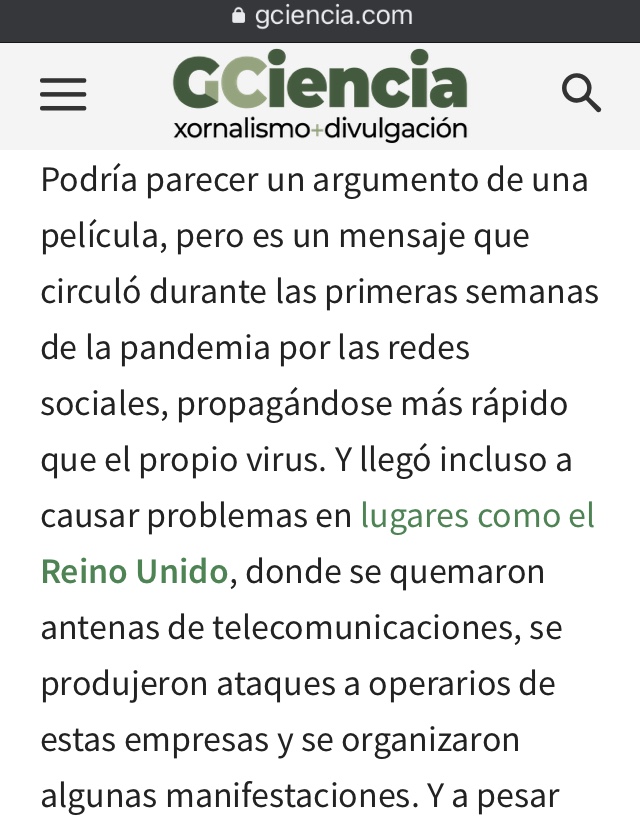 gciencia.com
GCiencia
xornalismo+divulgación
Podría parecer un argumento de una
película, pero es un mensaje que
circuló durante las primeras semanas
de la pandemia por las redes
sociales, propagándose más rápido
que el propio virus. Y llegó incluso a
causar problemas en lugares como el
Reino Unido, donde se quemaron
antenas de telecomunicaciones, se
produjeron ataques a operarios de
estas empresas y se organizaron
algunas manifestaciones. Y a pesar